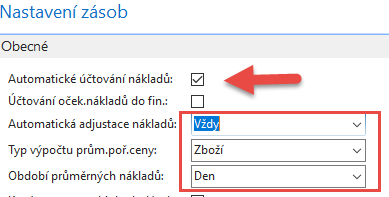 Nastavení zásob
Obecné
Automatické účtování nákladů:
Účtování oček.nákladů do fin.:
Automatická adjustace nákladů: Vždy
Typ výpočtu prům.poř.ceny: Zboží
Období průměrných nákladů: Den